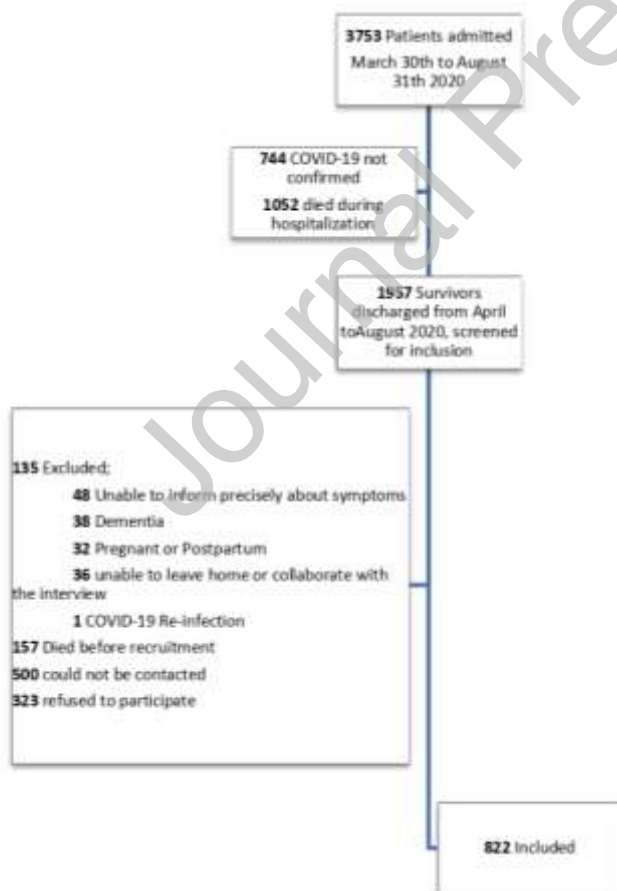 3753 Patients admitted
March 30th to August
31th 2020
744 COVID-19 not
confirmed
1052 died during
hospitalization
1957 Survivors
discharged from April
toAugust 2020, screened
for inclusion
155 Excluded;
48 Unable to inform precisely about symptoms
38 Dementia
32 Pregnant or Postpartum
36 unable to leave home or collaborate with
the interview
1 COVID-19 Re-infection
157 Died before recruitment
500 could not be contacted
323 refused to participate
822 Included
Journal Pre